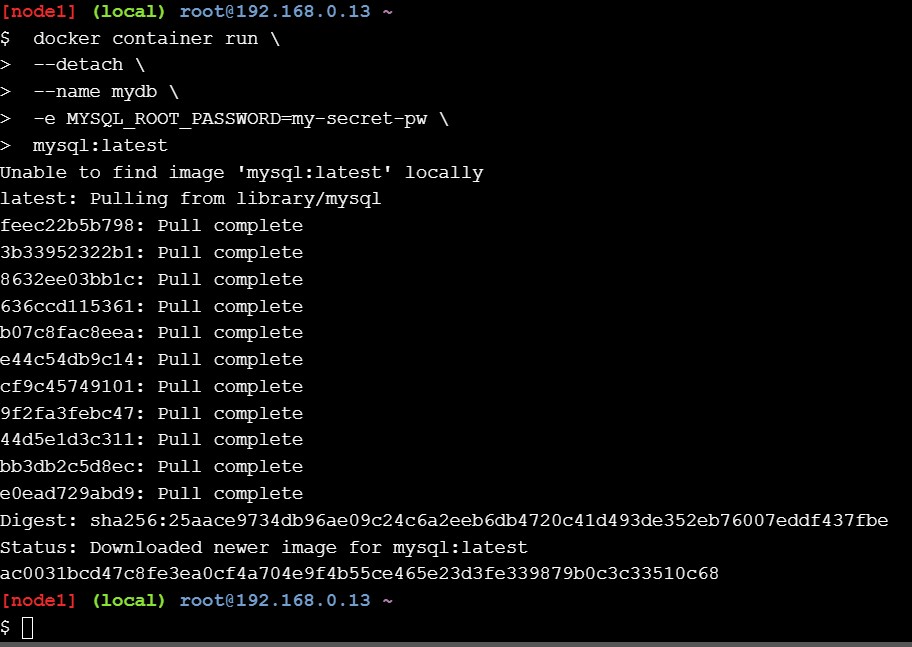 [node1] (local) root@192.168.0.13 ~
$  docker container run \
>  --detach \
>  --name mydb \
>  -e MYSQL_ROOT_PASSWORD=my-secret-pw \
>  mysql:latest
Unable to find image 'mysql:latest' locally
latest: Pulling from library/mysql
feec22b5b798: Pull complete
3b33952322b1: Pull complete
8632ee03bb1c: Pull complete
636ccd115361: Pull complete
b07c8fac8eea: Pull complete
e44c54db9c14: Pull complete
cf9c45749101: Pull complete
9f2fa3febc47: Pull complete
44d5e1d3c311: Pull complete
bb3db2c5d8ec: Pull complete
e0ead729abd9: Pull complete
Digest: sha256:25aace9734db96ae09c24c6a2eeb6db4720c41d493de352eb76007eddf437fbe
Status: Downloaded newer image for mysql:latest
ac0031bcd47c8fe3ea0cf4a704e9f4b55ce465e23d3fe339879b0c3c33510c68
[node1] (local) root@192.168.0.13 ~
$